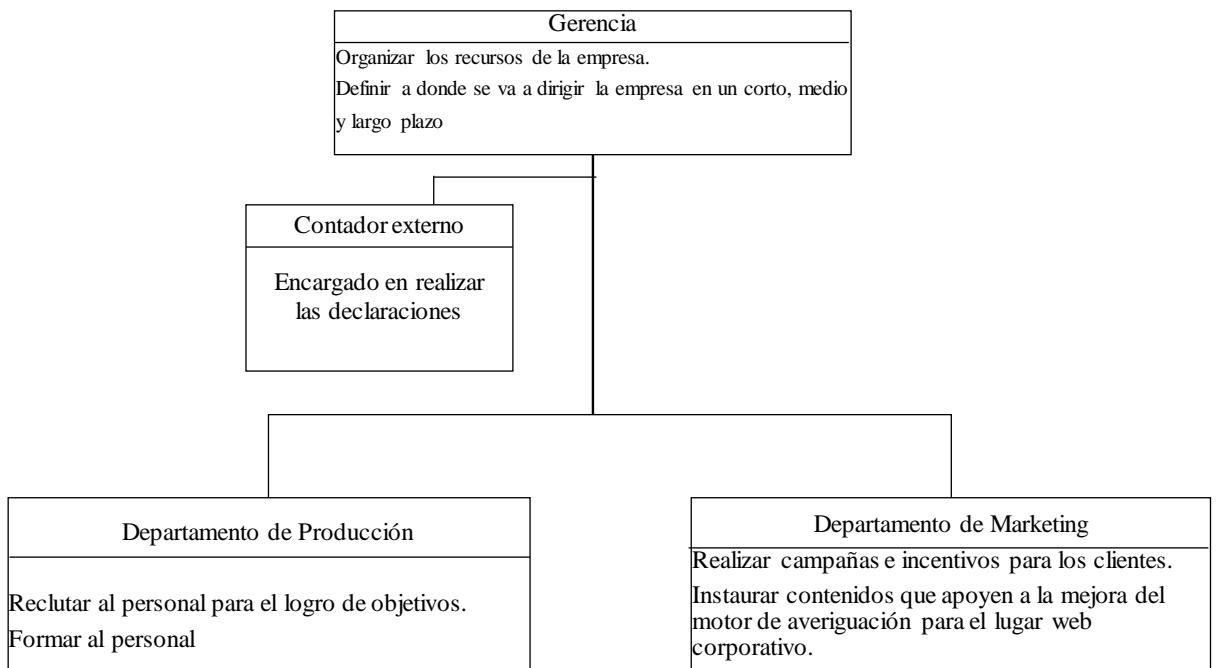 Gerencia
Organizar los recursos de la empresa.
Definir a donde se va a dirigir la empresa en un corto, medio
y largo plazo
Contador externo
Encargado en realizar
las declaraciones
Departamento de Producción
Reclutar al personal para el logro de objetivos.
Formar al personal
Departamento de Marketing
Realizar campañas e incentivos para los clientes.
Instaurar contenidos que apoyen a la mejora del
motor de averiguación para el lugar web
corporativo.